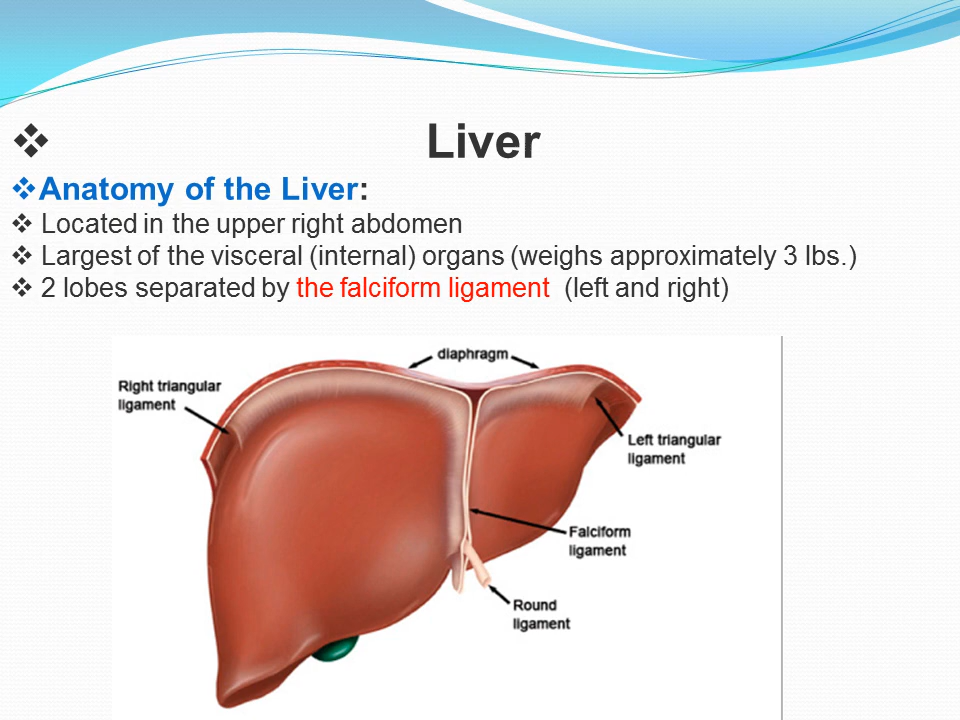 ❖ Liver
❖Anatomy of the Liver:
❖ Located in the upper right abdomen
❖ Largest of the visceral (internal) organs (weighs approximately 3 lbs.)
❖ 2 lobes separated by the falciform ligament (left and right)
diaphragm
Right triangular
ligament
Left triangular
ligament
Falciform
ligament
Round
ligament